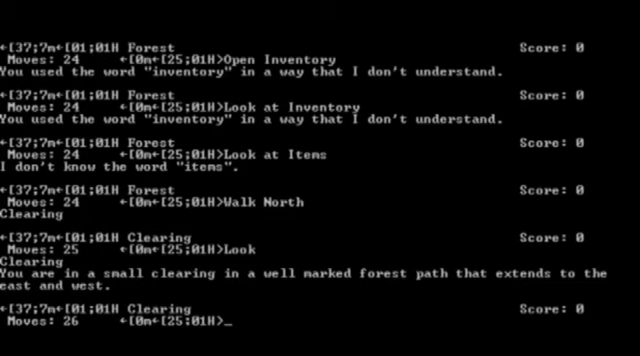 ←[37;7m←[01;01H Forest Score: 0
Moves: 24 ←[0m←[25;01H>Open Inventory
You used the word "inventory" in a way that I don't understand.
←[37;7m←[01;01H Forest Score: 0
Moves: 24 ←[0m←[25;01H>Look at Inventory
You used the word "inventory" in a way that I don't understand.
←[37;7m←[01;01H Forest Score: 0
Moves: 24 ←[0m←[25;01H>Look at Items
I don't know the word "items".
←[37;7m←[01;01H Forest Score: 0
Moves: 24 ←[0m←[25;01H>Walk North
Clearing
←[37;7m←[01;01H Clearing Score: 0
Moves: 25 ←[0m←[25;01H>Look
Clearing
You are in a small clearing in a well marked forest path that extends to the
east and west.
←[37;7m←[01;01H Clearing Score: 0
Moves: 26 ←[0m←[25;01H>_